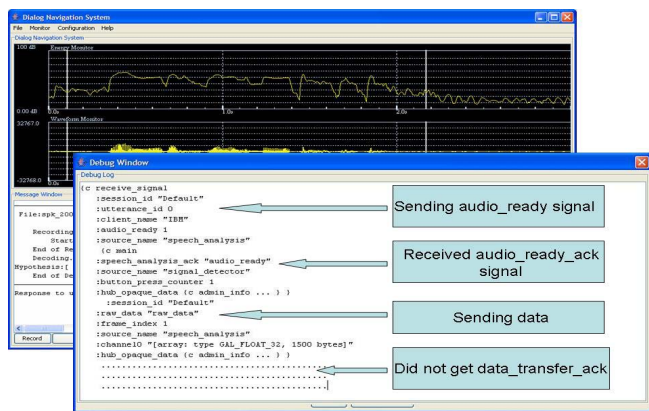 Dialog Navigation System
File Monitor Configuration Help
Dialog Navigation System
100 dB
Energy Monitor
0.00 dB
0.0s
1.0s
2.0s
32767.0
Waveform Monitor
-32768.0
0.0s
Message Window
File:spk_200
Recording
Start
End of Re
Decoding.
Hypothesis:[
End of De
Response to u
Record
Debug Window
Debug Log
(c receive_signal
:session_id "Default"
:utterance_id 0
:client_name "IBM"
:audio_ready 1
:source_name "speech_analysis"
(c main
:speech_analysis_ack "audio_ready"
:source_name "signal_detector"
:button_press_counter 1
:hub_opaque_data (c admin_info ... ) )
:session_id "Default"
:raw_data "raw_data"
:frame_index 1
:source_name "speech_analysis"
:channel0 "[array: type GAL_FLOAT_32, 1500 bytes]"
:hub_opaque_data (c admin_info ... ) )
Sending audio_ready signal
Received audio_ready_ack
signal
Sending data
Did not get data_transfer_ack